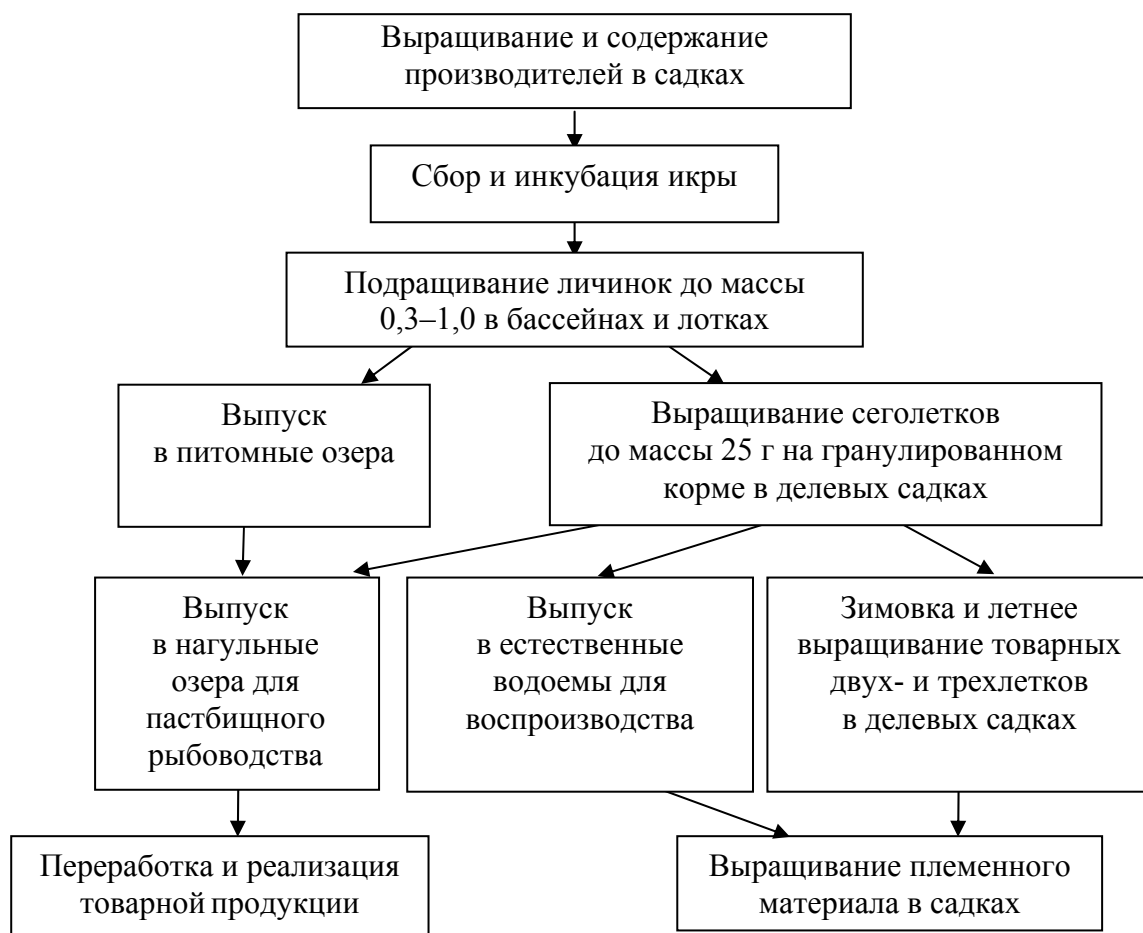 Выращивание и содержание
производителей в садках
Сбор и инкубация икры
Подращивание личинок до массы
0,3–1,0 в бассейнах и лотках
Выпуск
в питомные озера
Выращивание сеголетков
до массы 25 г на гранулированном
корме в делевых садках
Выпуск
в нагульные
озера для
пастбищного
рыбоводства
Выпуск
в естественные
водоемы для
воспроизводства
Зимовка и летнее
выращивание товарных
двух- и трехлетков
в делевых садках
Переработка и реализация
товарной продукции
Выращивание племенного
материала в садках